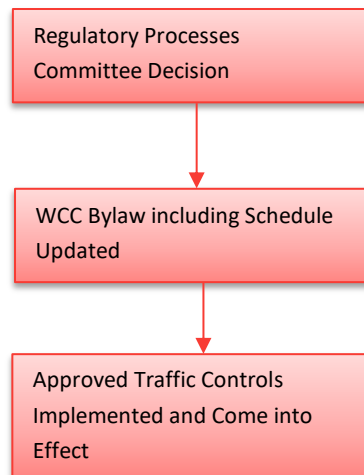 Regulatory Processes
Committee Decision
WCC Bylaw including Schedule
Updated
Approved Traffic Controls
Implemented and Come into
Effect